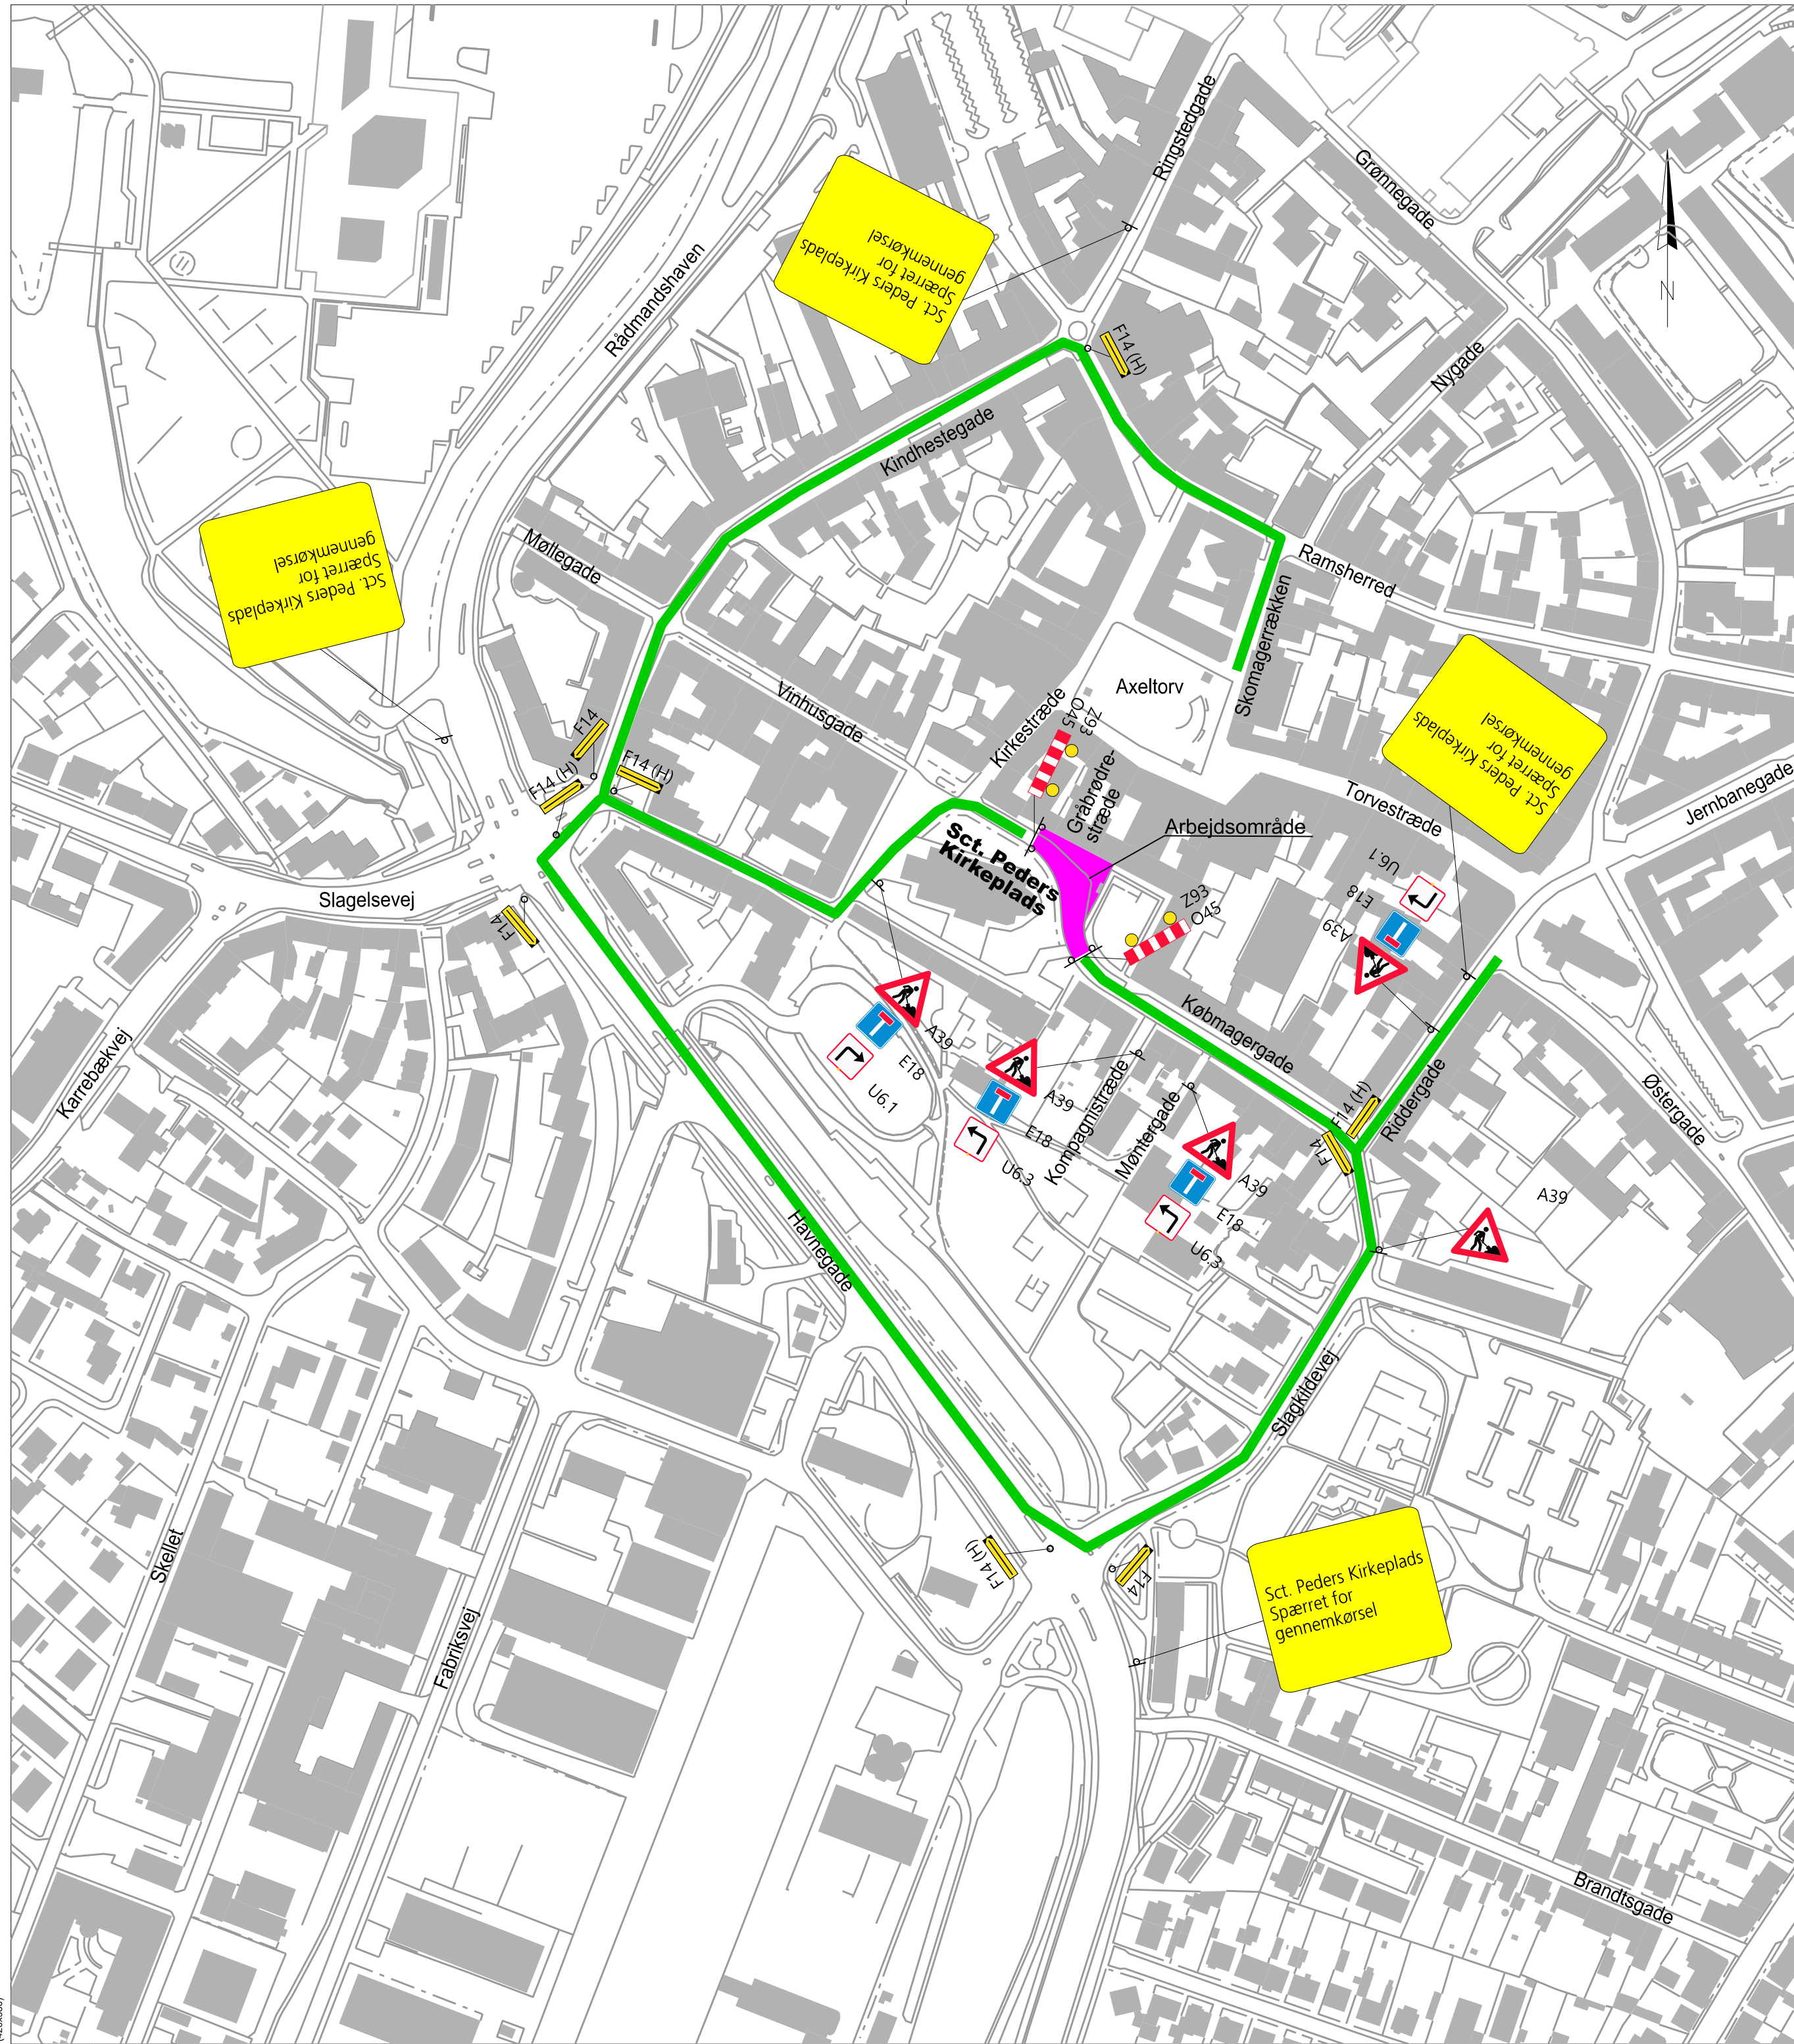 Ringstedgade
Grønnegade
Sct. Peders Kirkeplads
Spærret for
gennemkørsel
N
Rådmandshaven
F14 (H)
Nygade
Kindhestegade
Sct. Peders Kirkeplads
Spærret for
gennemkørsel
Møllegade
Ramsherred
Skomagerrækken
Axeltorv
Vinhusgade
Kirkestræde
O45
Z93
Sct. Peders Kirkeplads
Spærret for
gennemkørsel
F14
F14 (H)
F14 (H)
Gråbrødre-
stræde
Torvestræde
Jernbanegade
Arbejdsområde
Sct. Peders
Kirkeplads
U6.1
E18
A39
Slagelsevej
F14
Z93
O45
Købmagergade
A39
E18
U6.1
A39
E18
U6.3
Kompagnistræde
Møntergade
A39
E18
U6.3
F14 (H)
F14
Riddergade
Østergade
A39
Karrebækvej
Havnegade
Slagkildevej
Skellet
Fabriksvej
F14 (H)
F14
Sct. Peders Kirkeplads
Spærret for
gennemkørsel
Brandtsgade